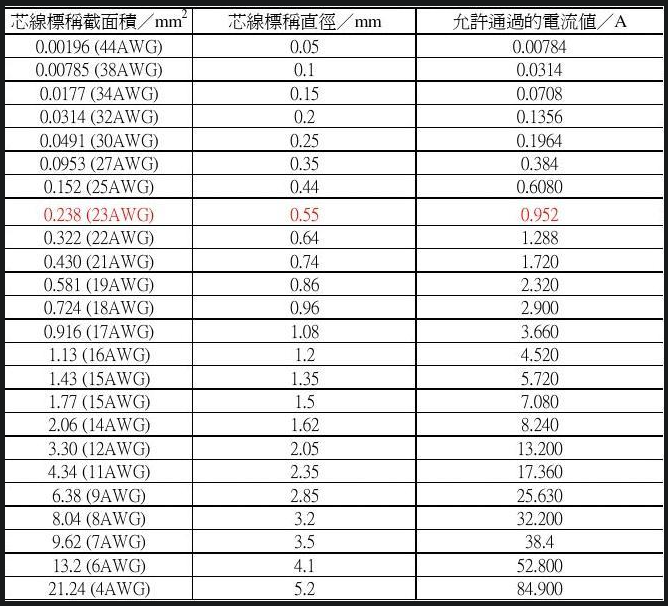 芯線標稱截面積／mm² 芯線標稱直徑／mm 允許通過的電流值／A
0.00196 (44AWG) 0.05 0.00784
0.00785 (38AWG) 0.1 0.0314
0.0177 (34AWG) 0.15 0.0708
0.0314 (32AWG) 0.2 0.1356
0.0491 (30AWG) 0.25 0.1964
0.0953 (27AWG) 0.35 0.384
0.152 (25AWG) 0.44 0.6080
0.238 (23AWG) 0.55 0.952
0.322 (22AWG) 0.64 1.288
0.430 (21AWG) 0.74 1.720
0.581 (19AWG) 0.86 2.320
0.724 (18AWG) 0.96 2.900
0.916 (17AWG) 1.08 3.660
1.13 (16AWG) 1.2 4.520
1.43 (15AWG) 1.35 5.720
1.77 (15AWG) 1.5 7.080
2.06 (14AWG) 1.62 8.240
3.30 (12AWG) 2.05 13.200
4.34 (11AWG) 2.35 17.360
6.38 (9AWG) 2.85 25.630
8.04 (8AWG) 3.2 32.200
9.62 (7AWG) 3.5 38.4
13.2 (6AWG) 4.1 52.800
21.24 (4AWG) 5.2 84.900